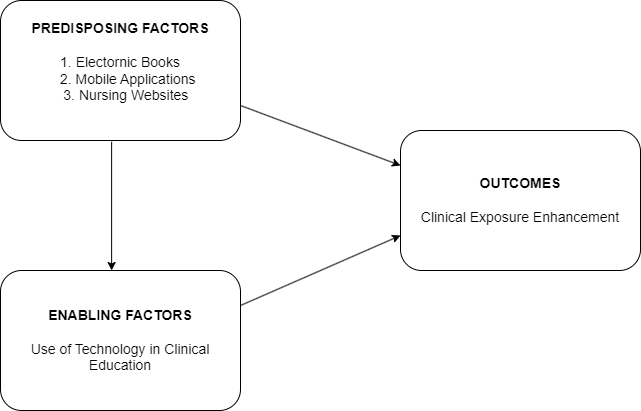 PREDISPOSING FACTORS
1. Electornic Books
2. Mobile Applications
3. Nursing Websites
OUTCOMES
Clinical Exposure Enhancement
ENABLING FACTORS
Use of Technology in Clinical
Education